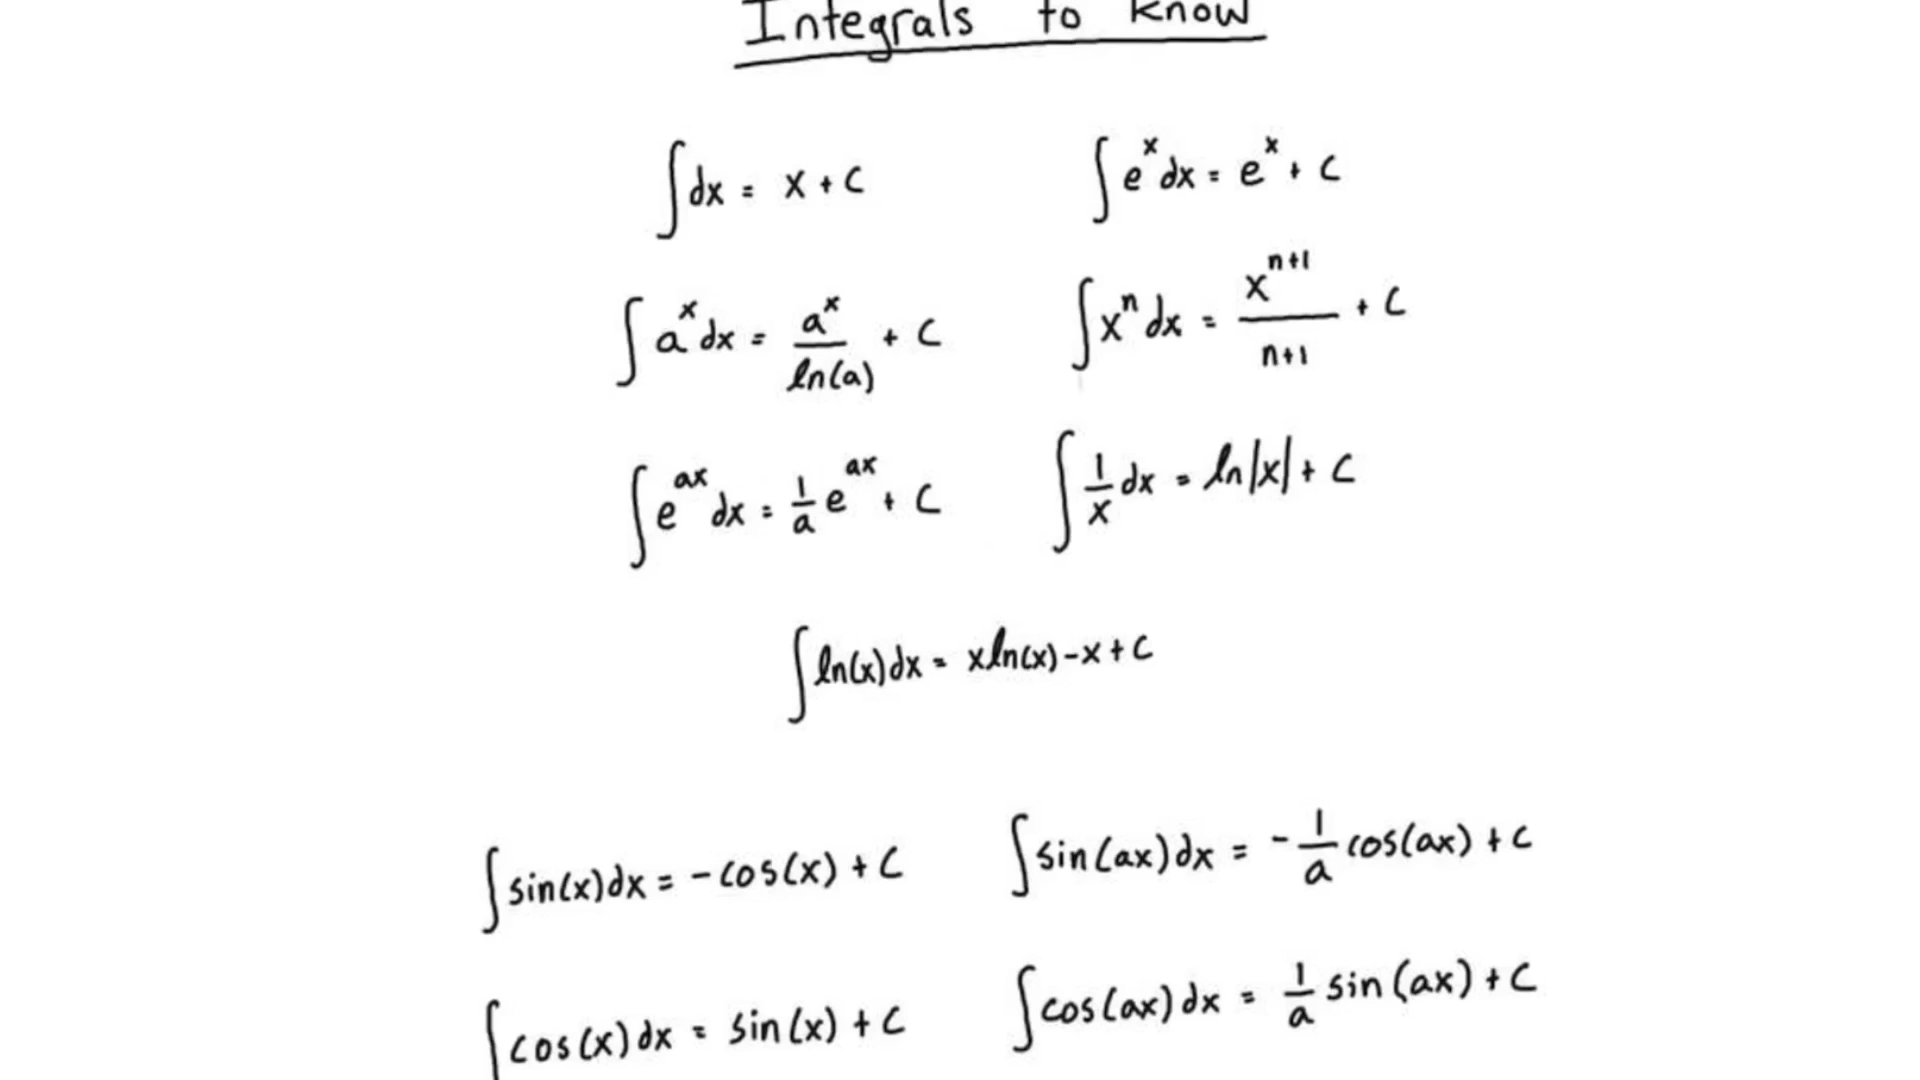 Integrals to know
∫dx = x + C
∫e^x dx = e^x + C
∫a^x dx = a^x/ln(a) + C
∫x^n dx = x^(n+1)/(n+1) + C
∫e^(ax) dx = 1/a e^(ax) + C
∫1/x dx = ln|x| + C
∫ln(x)dx = xln(x)-x+C
∫sin(x)dx = -cos(x) + C
∫sin(ax)dx = -1/a cos(ax) + C
∫cos(x)dx = sin(x) + C
∫cos(ax)dx = 1/a sin(ax) + C